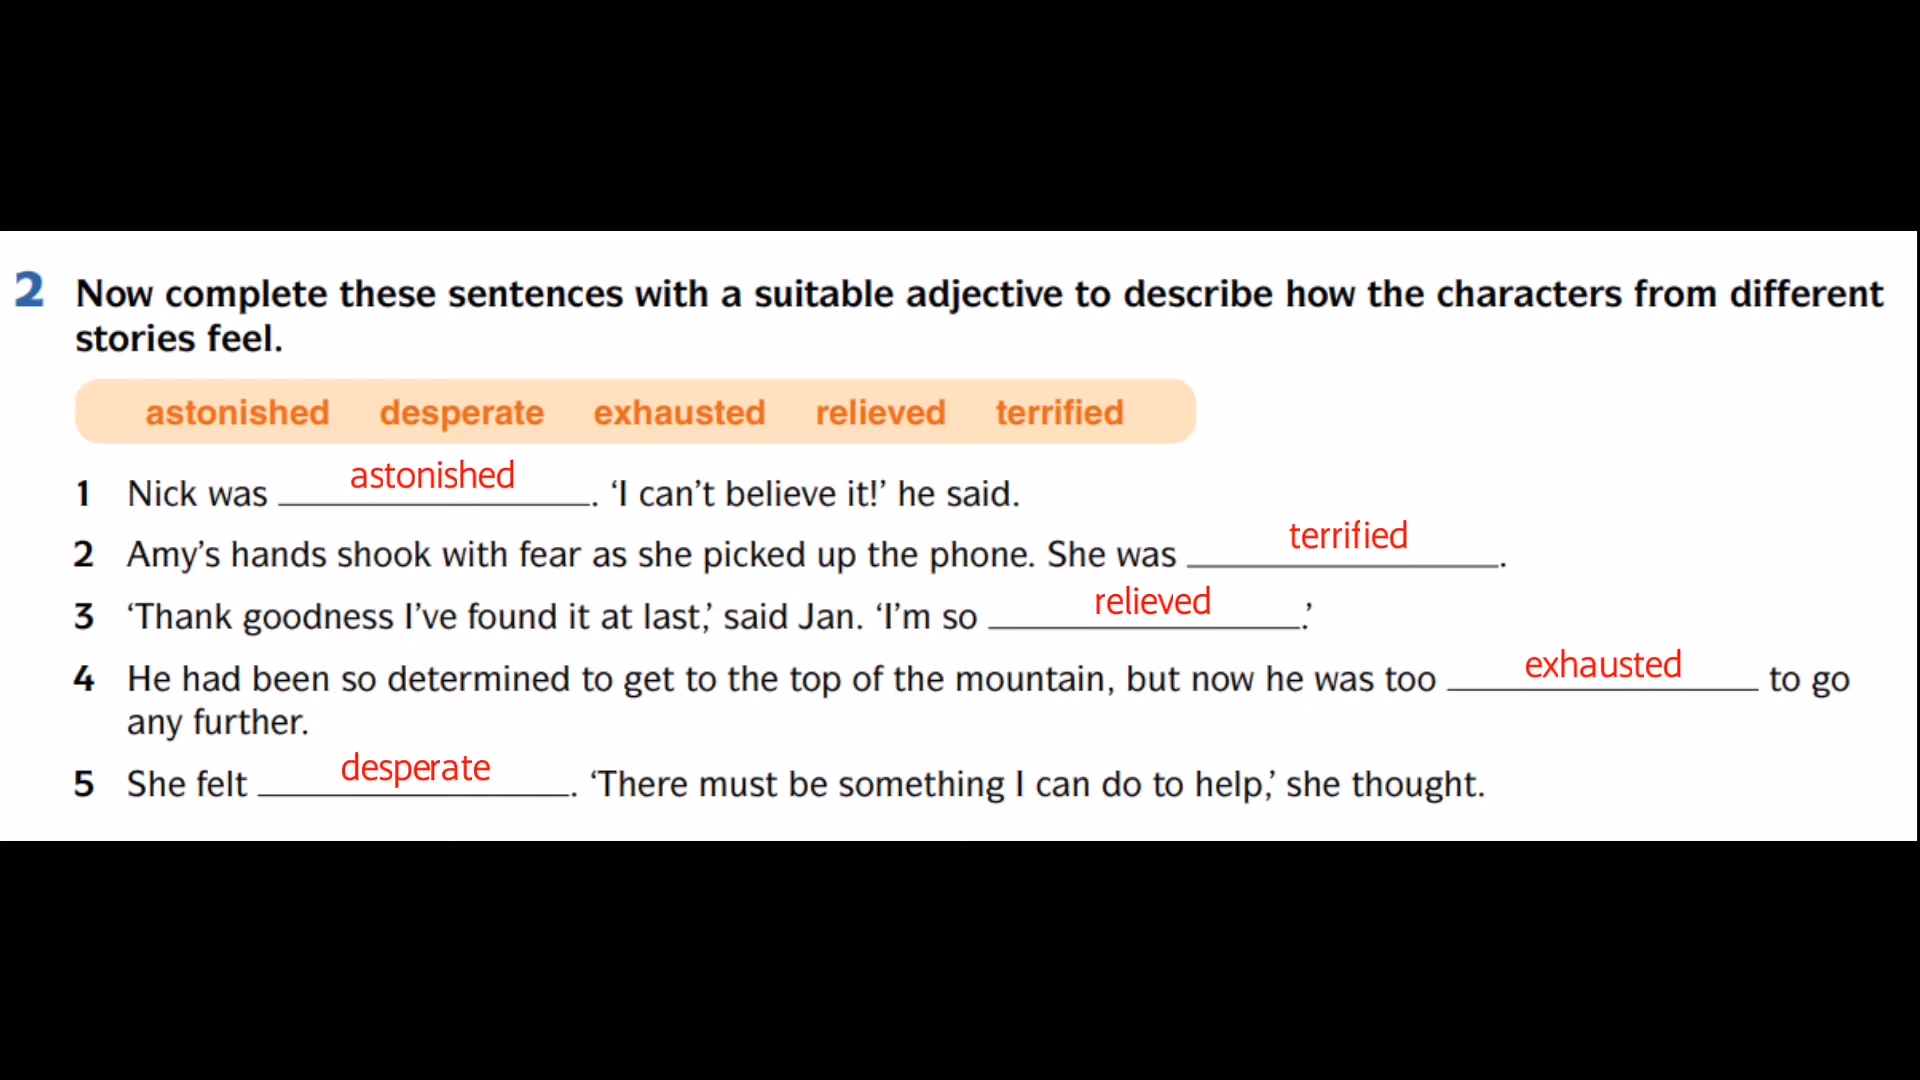 2 Now complete these sentences with a suitable adjective to describe how the characters from different
stories feel.
astonished desperate exhausted relieved terrified
1 Nick was astonished. ‘I can’t believe it!’ he said.
2 Amy’s hands shook with fear as she picked up the phone. She was terrified.
3 ‘Thank goodness I’ve found it at last,’ said Jan. ‘I’m so relieved.’
4 He had been so determined to get to the top of the mountain, but now he was too exhausted to go
any further.
5 She felt desperate. ‘There must be something I can do to help,’ she thought.